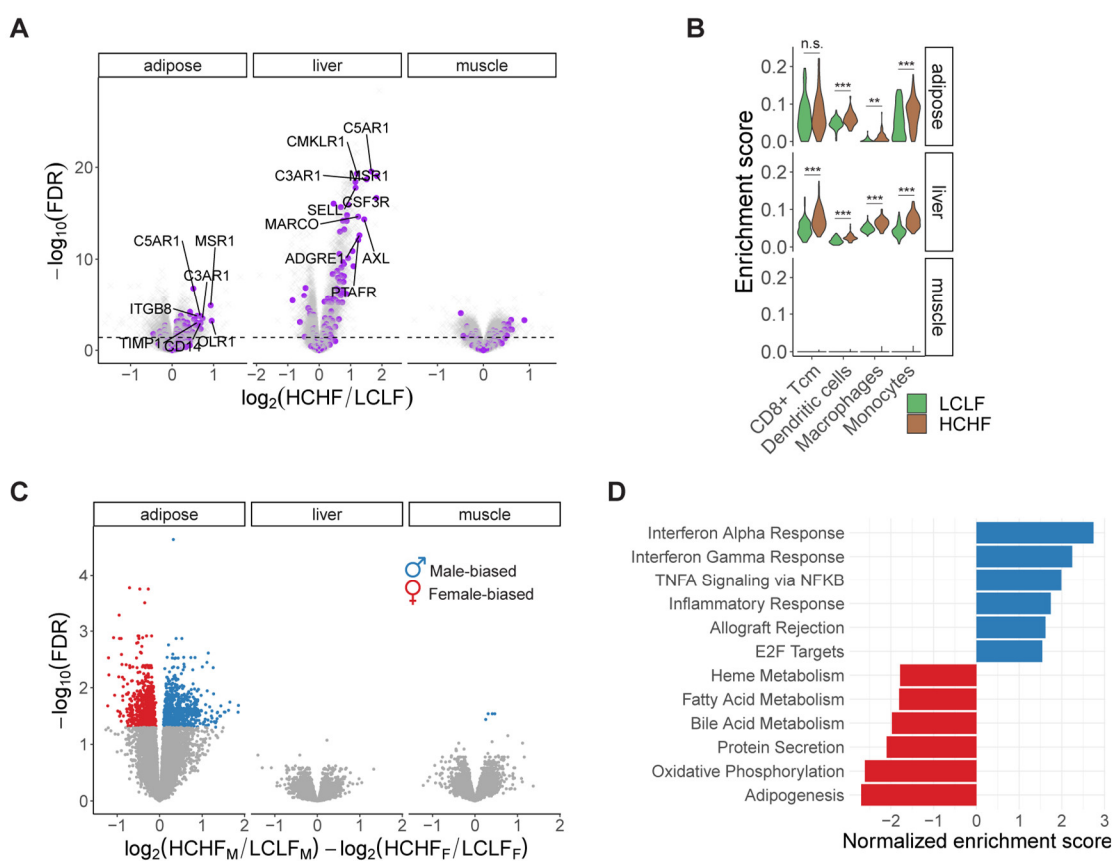 A
adipose liver muscle
−log10(FDR)
20
10
0
C5AR1
MSR1
C3AR1
ITGB8
TIMP1
CD14
OLR1
C5AR1
CMKLR1
C3AR1
MSR1
CSF3R
SELL
MARCO
ADGRE1
AXL
PTAFR
−1 0 1 −2 −1 0 1 2 −1 0 1
log2(HCHF/LCLF)
B
Enrichment score
n.s. *** ** ***
0.2
0.1
0.0
adipose
*** *** *** ***
0.2
0.1
0.0
liver
0.2
0.1
0.0
muscle
CD8+ Tcm
Dendritic cells
Macrophages
Monocytes
LCLF
HCHF
C
adipose liver muscle
−log10(FDR)
4
3
2
1
0
♂ Male-biased
♀ Female-biased
−1 0 1 2 −1 0 1 2 −2 −1 0 1 2
log2(HCHFM/LCLFM) −log2(HCHFF/LCLFF)
D
Interferon Alpha Response
Interferon Gamma Response
TNFA Signaling via NFKB
Inflammatory Response
Allograft Rejection
E2F Targets
Heme Metabolism
Fatty Acid Metabolism
Bile Acid Metabolism
Protein Secretion
Oxidative Phosphorylation
Adipogenesis
−2 −1 0 1 2 3
Normalized enrichment score